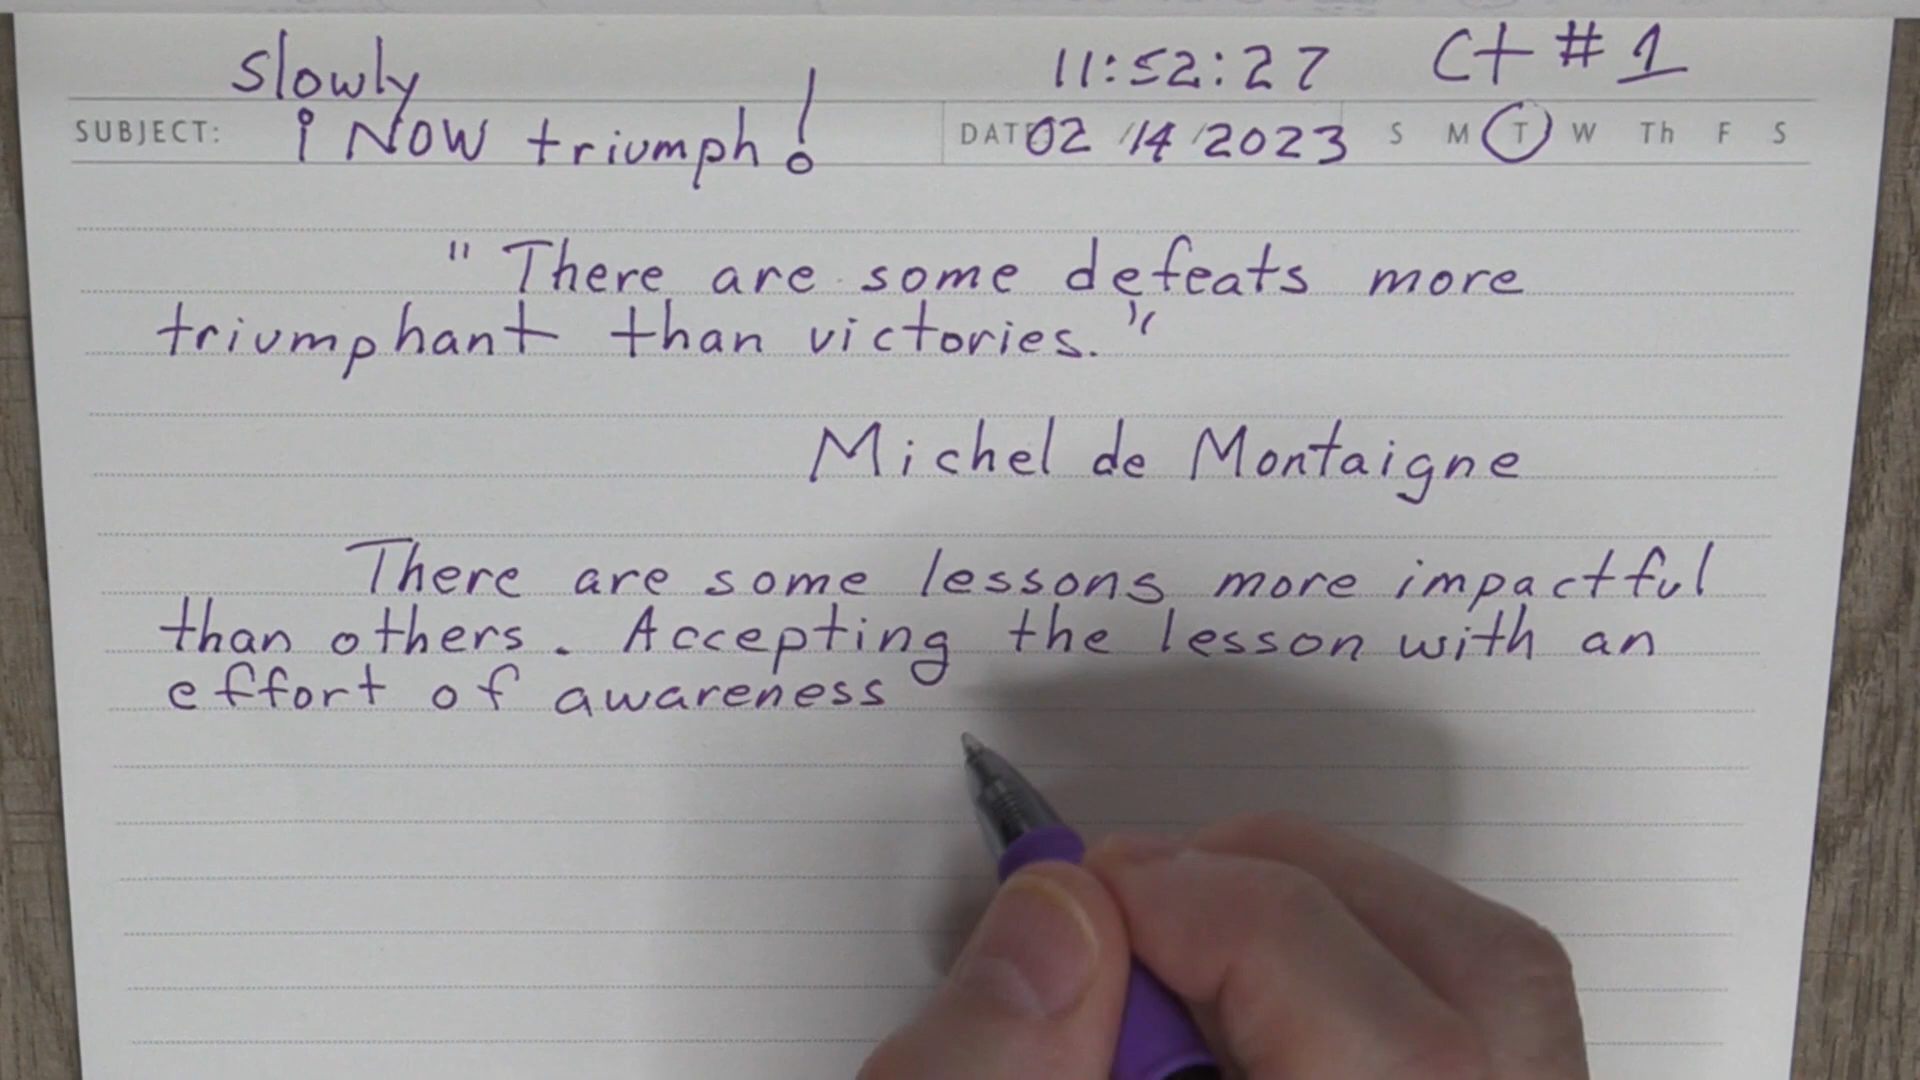 slowly 11:52:27 Ct # 1
SUBJECT: ¡ NOW triumph! DATE 02 / 14 / 2023 S M T W Th F S
" There are some defeats more
triumphant than victories."
Michel de Montaigne
There are some lessons more impactful
than others. Accepting the lesson with an
effort of awareness